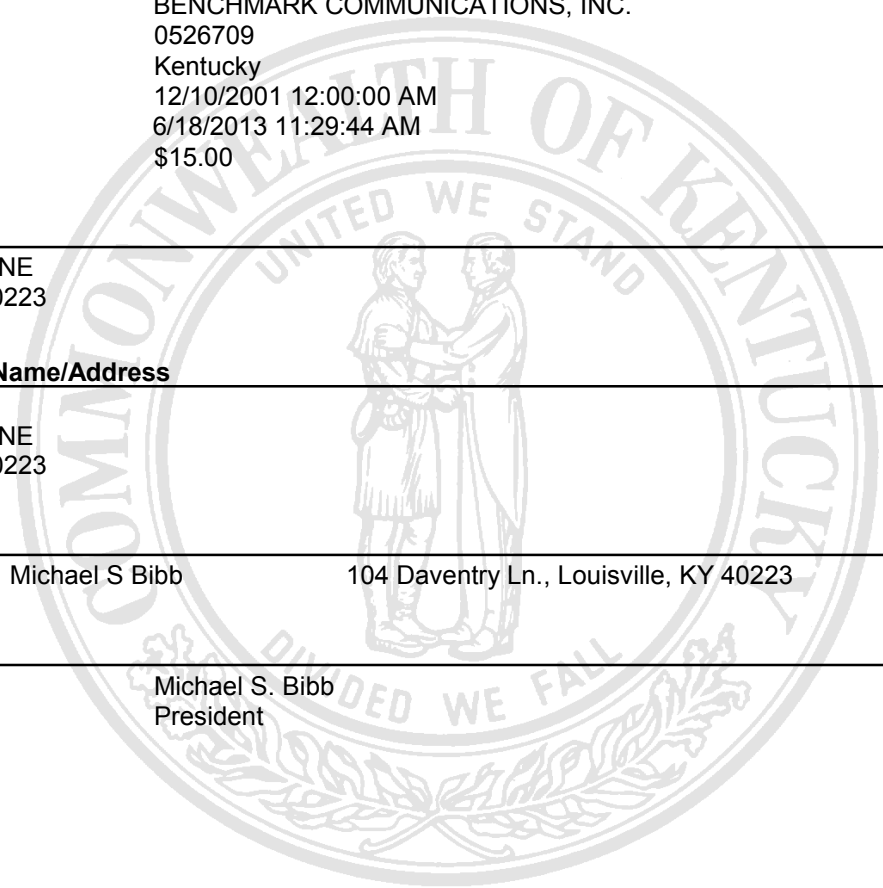 BENCHMARK COMMUNICATIONS, INC.
0526709
Kentucky
12/10/2001 12:00:00 AM
6/18/2013 11:29:44 AM
$15.00
COMMONWEALTH OF KENTUCKY
UNITED WE STAND
NE
0223
Name/Address
NE
0223
Michael S Bibb 104 Daventry Ln., Louisville, KY 40223
DIVIDED WE FALL
Michael S. Bibb
President